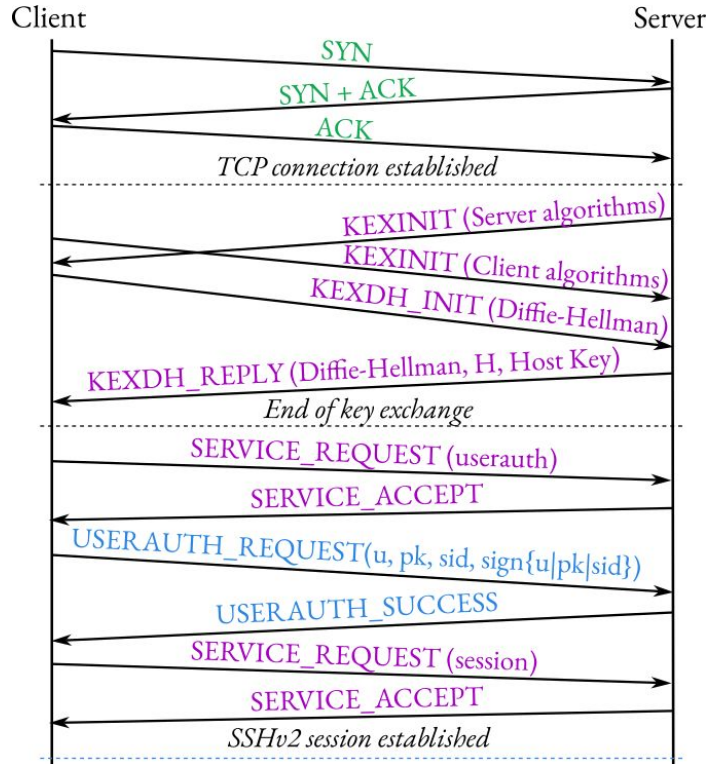 Client
Server
SYN
SYN + ACK
ACK
TCP connection established
KEXINIT (Server algorithms)
KEXINIT (Client algorithms)
KEXDH_INIT (Diffie-Hellman)
KEXDH_REPLY (Diffie-Hellman, H, Host Key)
End of key exchange
SERVICE_REQUEST (userauth)
SERVICE_ACCEPT
USERAUTH_REQUEST(u, pk, sid, sign{u|pk|sid})
USERAUTH_SUCCESS
SERVICE_REQUEST (session)
SERVICE_ACCEPT
SSHv2 session established